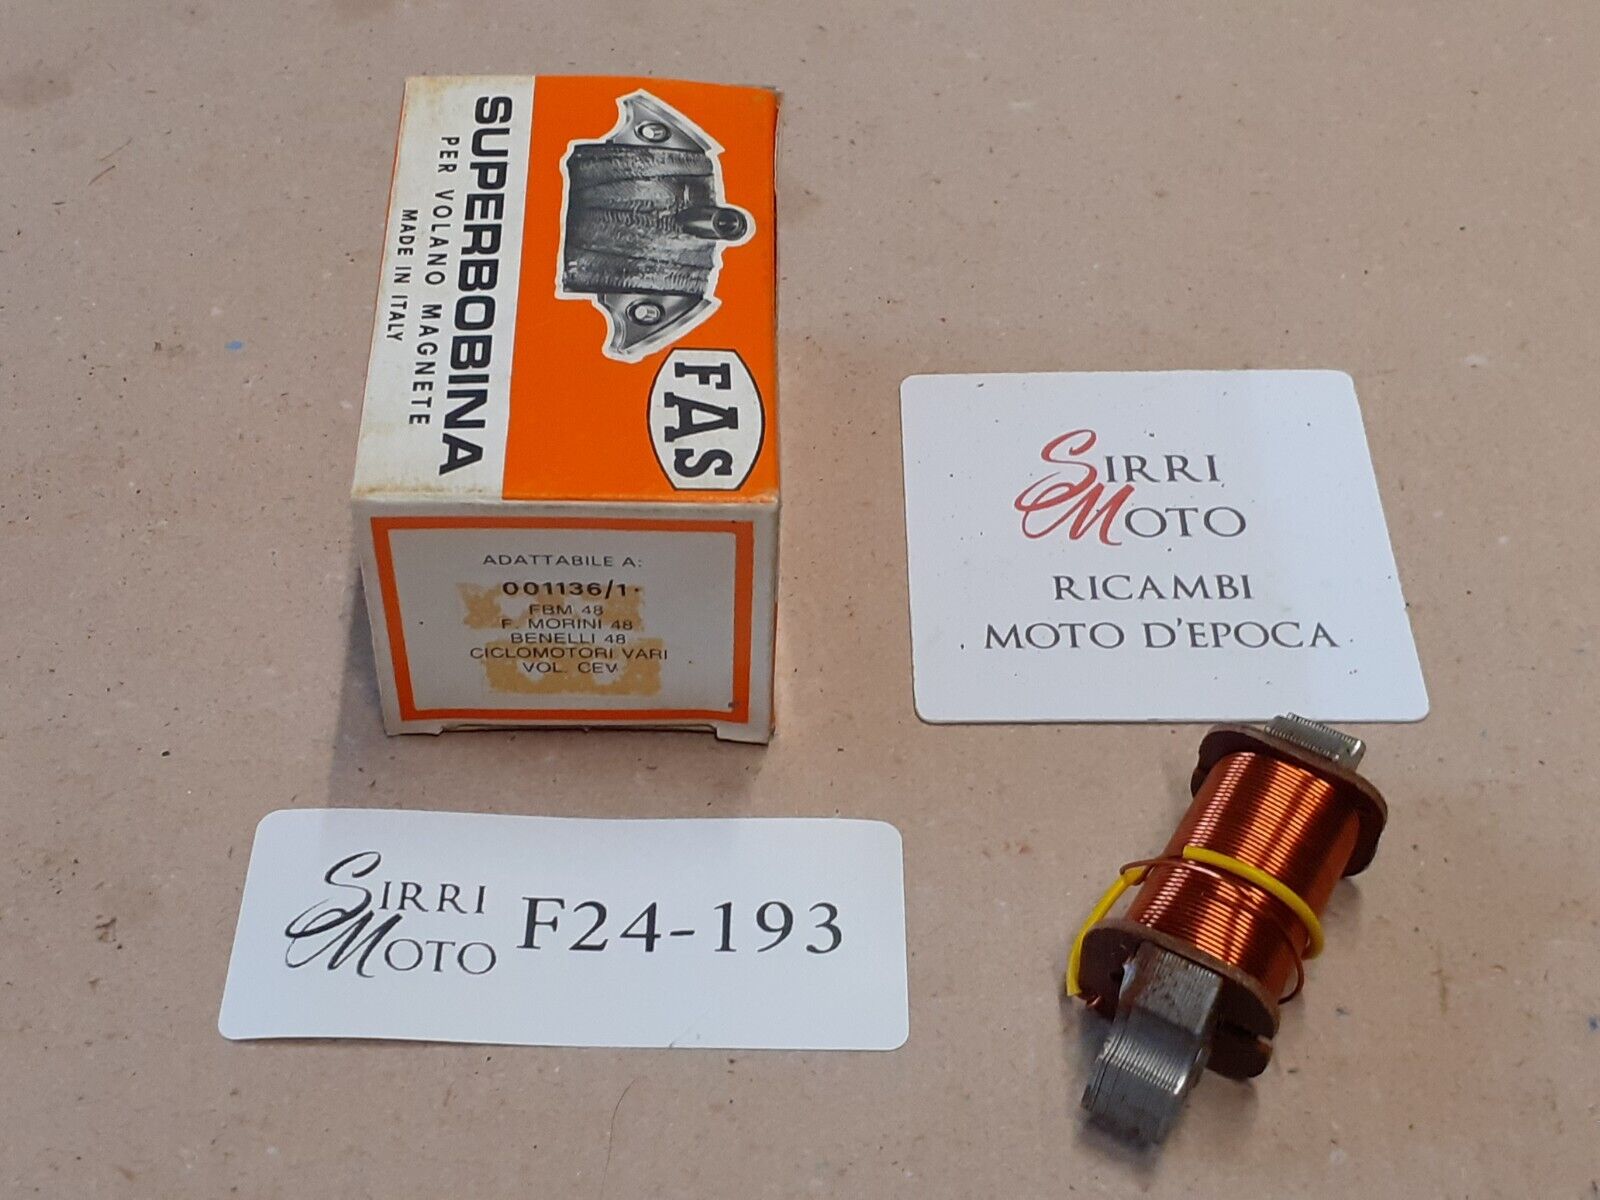 SUPERBOBINA
PER VOLANO MAGNETE
MADE IN ITALY
FAS
ADATTABILE A:
001136/1
FBM 48
F. MORINI 48
BENELLI 48
CICLOMOTORI VARI
VOL. CEV
SIRRI
MOTO
RICAMBI
MOTO D'EPOCA
SIRRI
MOTO
F24-193